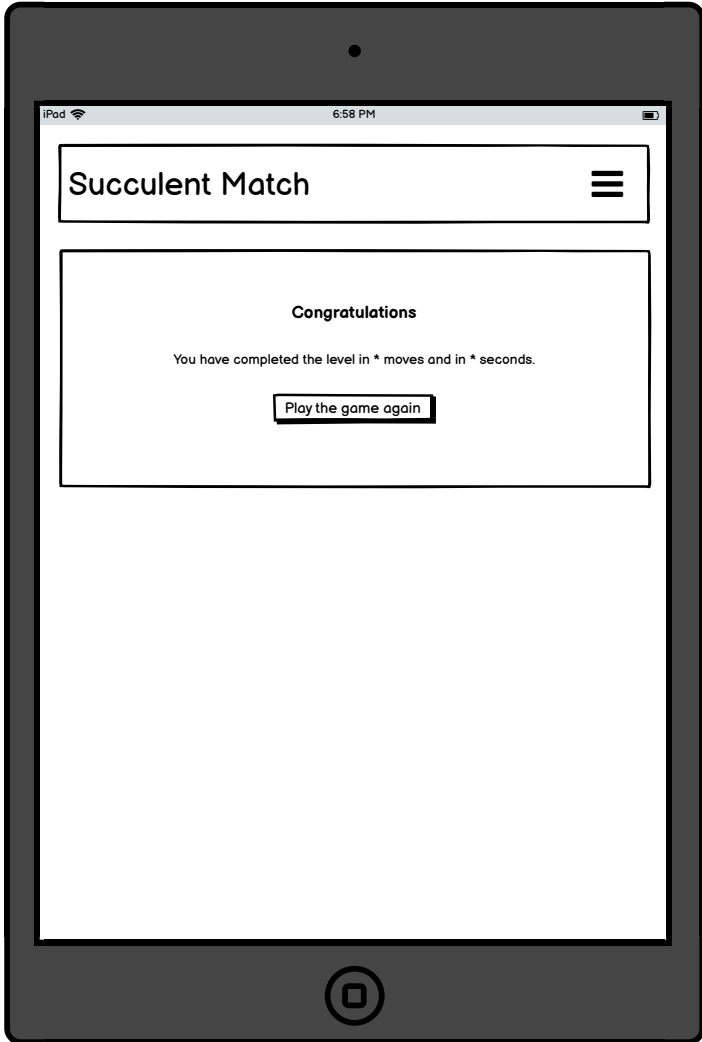 iPad 6:58 PM
Succulent Match
Congratulations
You have completed the level in * moves and in * seconds.
Play the game again